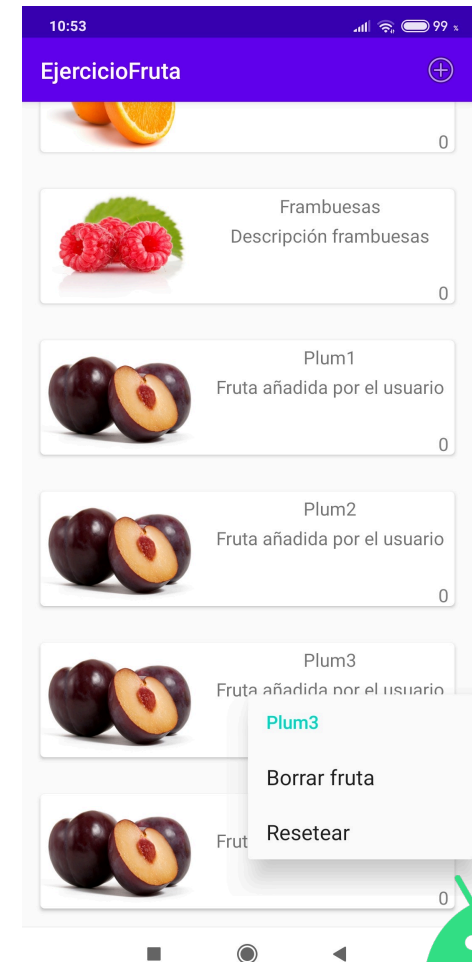 10:53
99
EjercicioFruta
0
Frambuesas
Descripción frambuesas
0
Plum1
Fruta añadida por el usuario
0
Plum2
Fruta añadida por el usuario
0
Plum3
Fruta añadida por el usuario
Plum3
Borrar fruta
Resetear
0